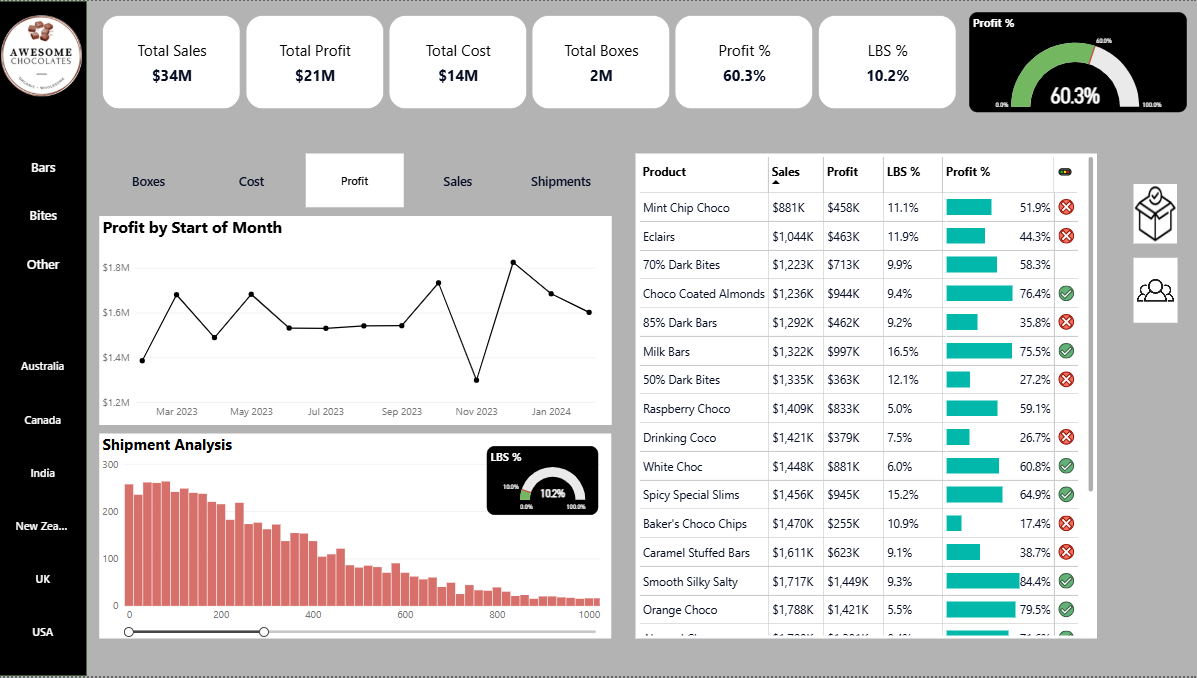 AWESOME
CHOCOLATES
Bars
Bites
Other
Australia
Canada
India
New Zea...
UK
USA
Total Sales
$34M
Total Profit
$21M
Total Cost
$14M
Total Boxes
2M
Profit %
60.3%
LBS %
10.2%
Profit %
60.0%
60.3%
0.0%
100.0%
Boxes Cost Profit Sales Shipments
Profit by Start of Month
$1.8M
$1.6M
$1.4M
$1.2M
Mar 2023 May 2023 Jul 2023 Sep 2023 Nov 2023 Jan 2024
Shipment Analysis
300
200
100
0
0 200 400 600 800 1000
LBS %
10.0%
10.2%
0.0% 100.0%
Product Sales Profit LBS % Profit %
Mint Chip Choco $881K $458K 11.1% 51.9%
Eclairs $1,044K $463K 11.9% 44.3%
70% Dark Bites $1,223K $713K 9.9% 58.3%
Choco Coated Almonds $1,236K $944K 9.4% 76.4%
85% Dark Bars $1,292K $462K 9.2% 35.8%
Milk Bars $1,322K $997K 16.5% 75.5%
50% Dark Bites $1,335K $363K 12.1% 27.2%
Raspberry Choco $1,409K $833K 5.0% 59.1%
Drinking Coco $1,421K $379K 7.5% 26.7%
White Choc $1,448K $881K 6.0% 60.8%
Spicy Special Slims $1,456K $945K 15.2% 64.9%
Baker's Choco Chips $1,470K $255K 10.9% 17.4%
Caramel Stuffed Bars $1,611K $623K 9.1% 38.7%
Smooth Silky Salty $1,717K $1,449K 9.3% 84.4%
Orange Choco $1,788K $1,421K 5.5% 79.5%